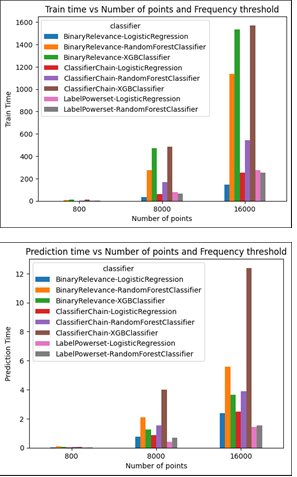 Train time vs Number of points and Frequency threshold
1600
1400
1200
1000
800
600
400
200
0
Train Time
classifier
BinaryRelevance-LogisticRegression
BinaryRelevance-RandomForestClassifier
BinaryRelevance-XGBClassifier
ClassifierChain-LogisticRegression
ClassifierChain-RandomForestClassifier
ClassifierChain-XGBClassifier
LabelPowerset-LogisticRegression
LabelPowerset-RandomForestClassifier
800 8000 16000
Number of points
Prediction time vs Number of points and Frequency threshold
12
10
8
6
4
2
0
Prediction Time
classifier
BinaryRelevance-LogisticRegression
BinaryRelevance-RandomForestClassifier
BinaryRelevance-XGBClassifier
ClassifierChain-LogisticRegression
ClassifierChain-RandomForestClassifier
ClassifierChain-XGBClassifier
LabelPowerset-LogisticRegression
LabelPowerset-RandomForestClassifier
800 8000 16000
Number of points